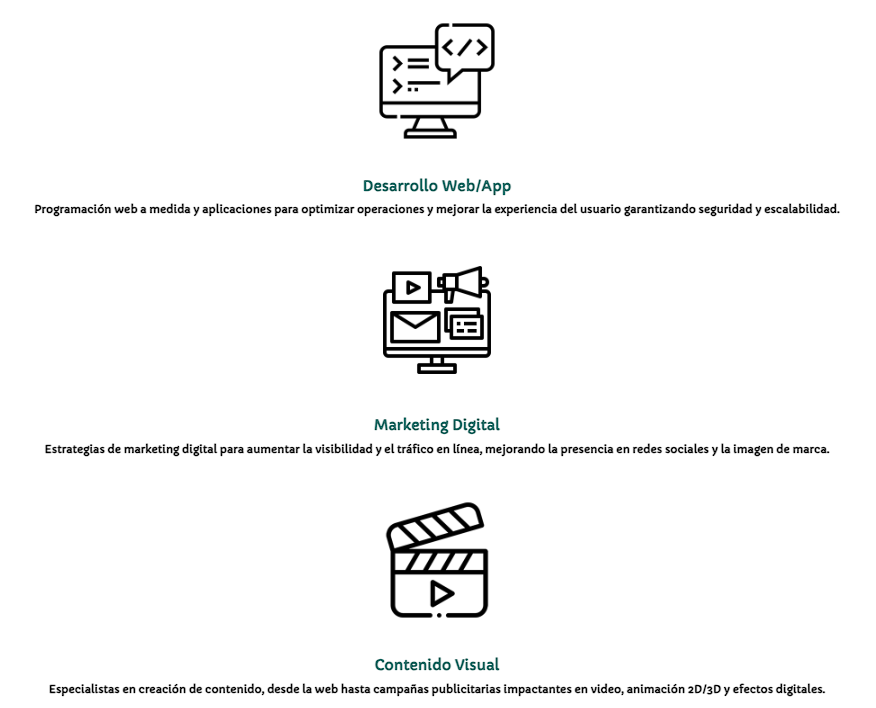 </>
Desarrollo Web/App
Programación web a medida y aplicaciones para optimizar operaciones y mejorar la experiencia del usuario garantizando seguridad y escalabilidad.
Marketing Digital
Estrategias de marketing digital para aumentar la visibilidad y el tráfico en línea, mejorando la presencia en redes sociales y la imagen de marca.
Contenido Visual
Especialistas en creación de contenido, desde la web hasta campañas publicitarias impactantes en video, animación 2D/3D y efectos digitales.